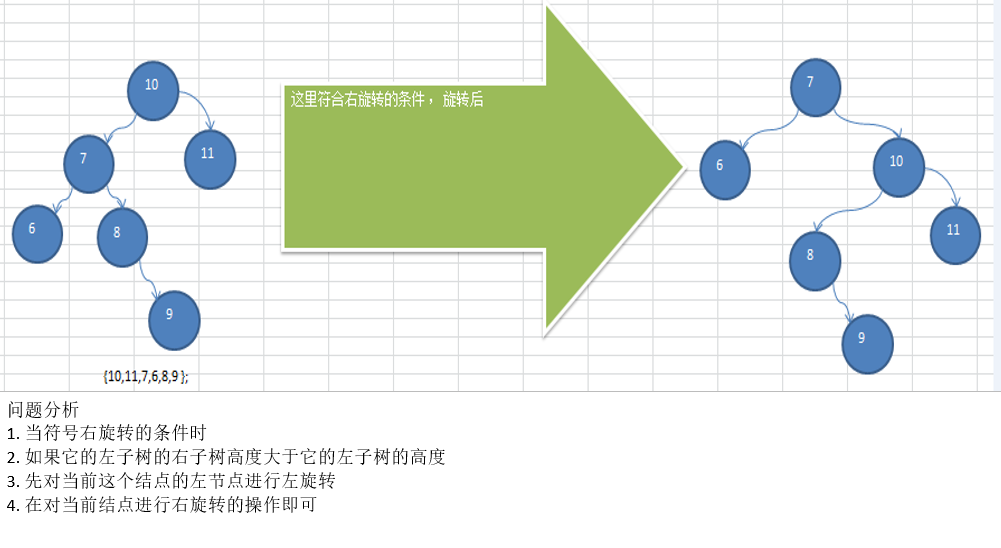 10
7
11
6
8
9
{10,11,7,6,8,9 };
这里符合右旋转的条件 ， 旋转后
7
6
10
8
11
9
问题分析
1. 当符号右旋转的条件时
2. 如果它的左子树的右子树高度大于它的左子树的高度
3. 先对当前这个结点的左节点进行左旋转
4. 在对当前结点进行右旋转的操作即可